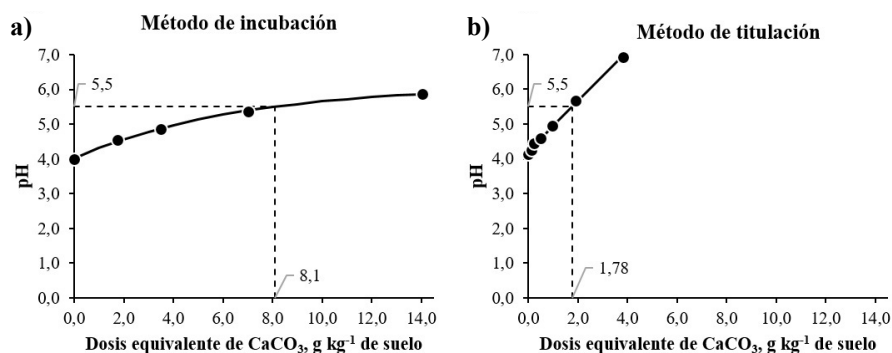 a)
Método de incubación
7,0
6,0
5,0
4,0
3,0
2,0
1,0
0,0
pH
5,5
8,1
0,0 2,0 4,0 6,0 8,0 10,0 12,0 14,0
Dosis equivalente de CaCO₃, g kg⁻¹ de suelo
b)
Método de titulación
7,0
6,0
5,0
4,0
3,0
2,0
1,0
0,0
pH
5,5
1,78
0,0 2,0 4,0 6,0 8,0 10,0 12,0 14,0
Dosis equivalente de CaCO₃, g kg⁻¹ de suelo